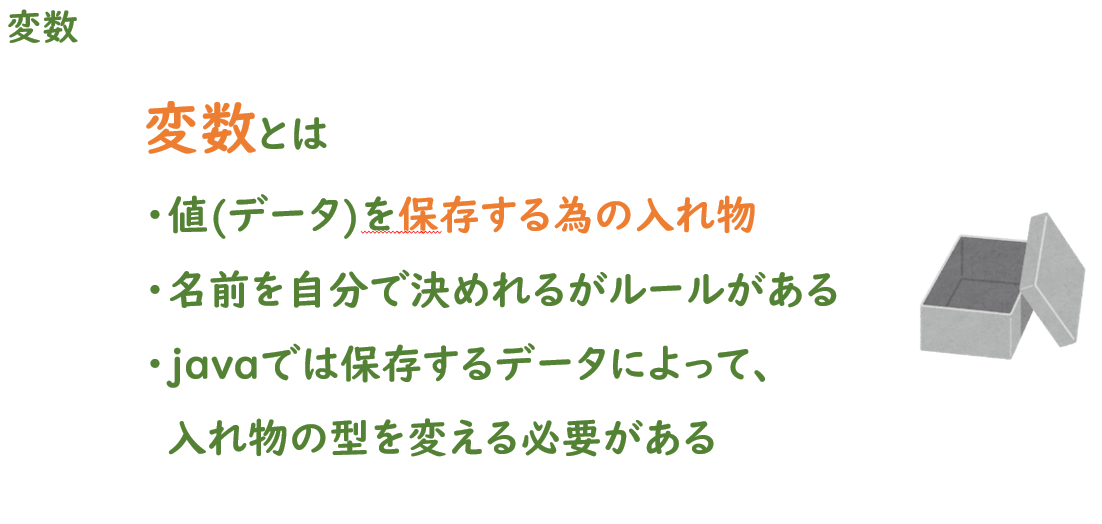 変数
変数とは
・値(データ)を保存する為の入れ物
・名前を自分で決めれるがルールがある
・javaでは保存するデータによって、
入れ物の型を変える必要がある